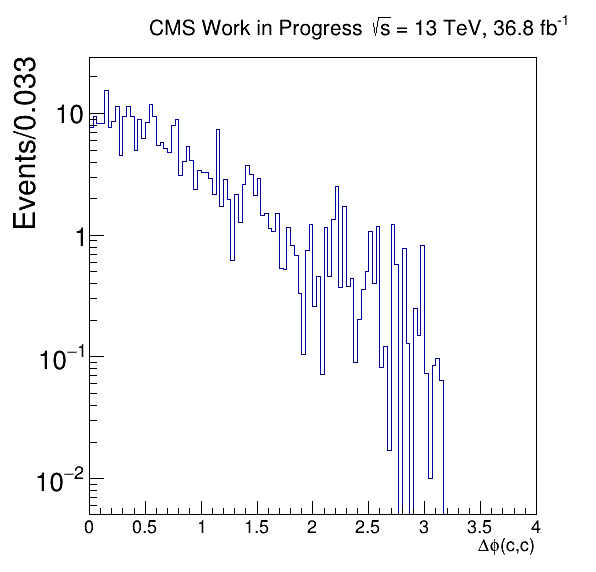 CMS Work in Progress √s = 13 TeV, 36.8 fb⁻¹
Events/0.033
10
1
10⁻¹
10⁻²
0 0.5 1 1.5 2 2.5 3 3.5 4
Δϕ(c,c)